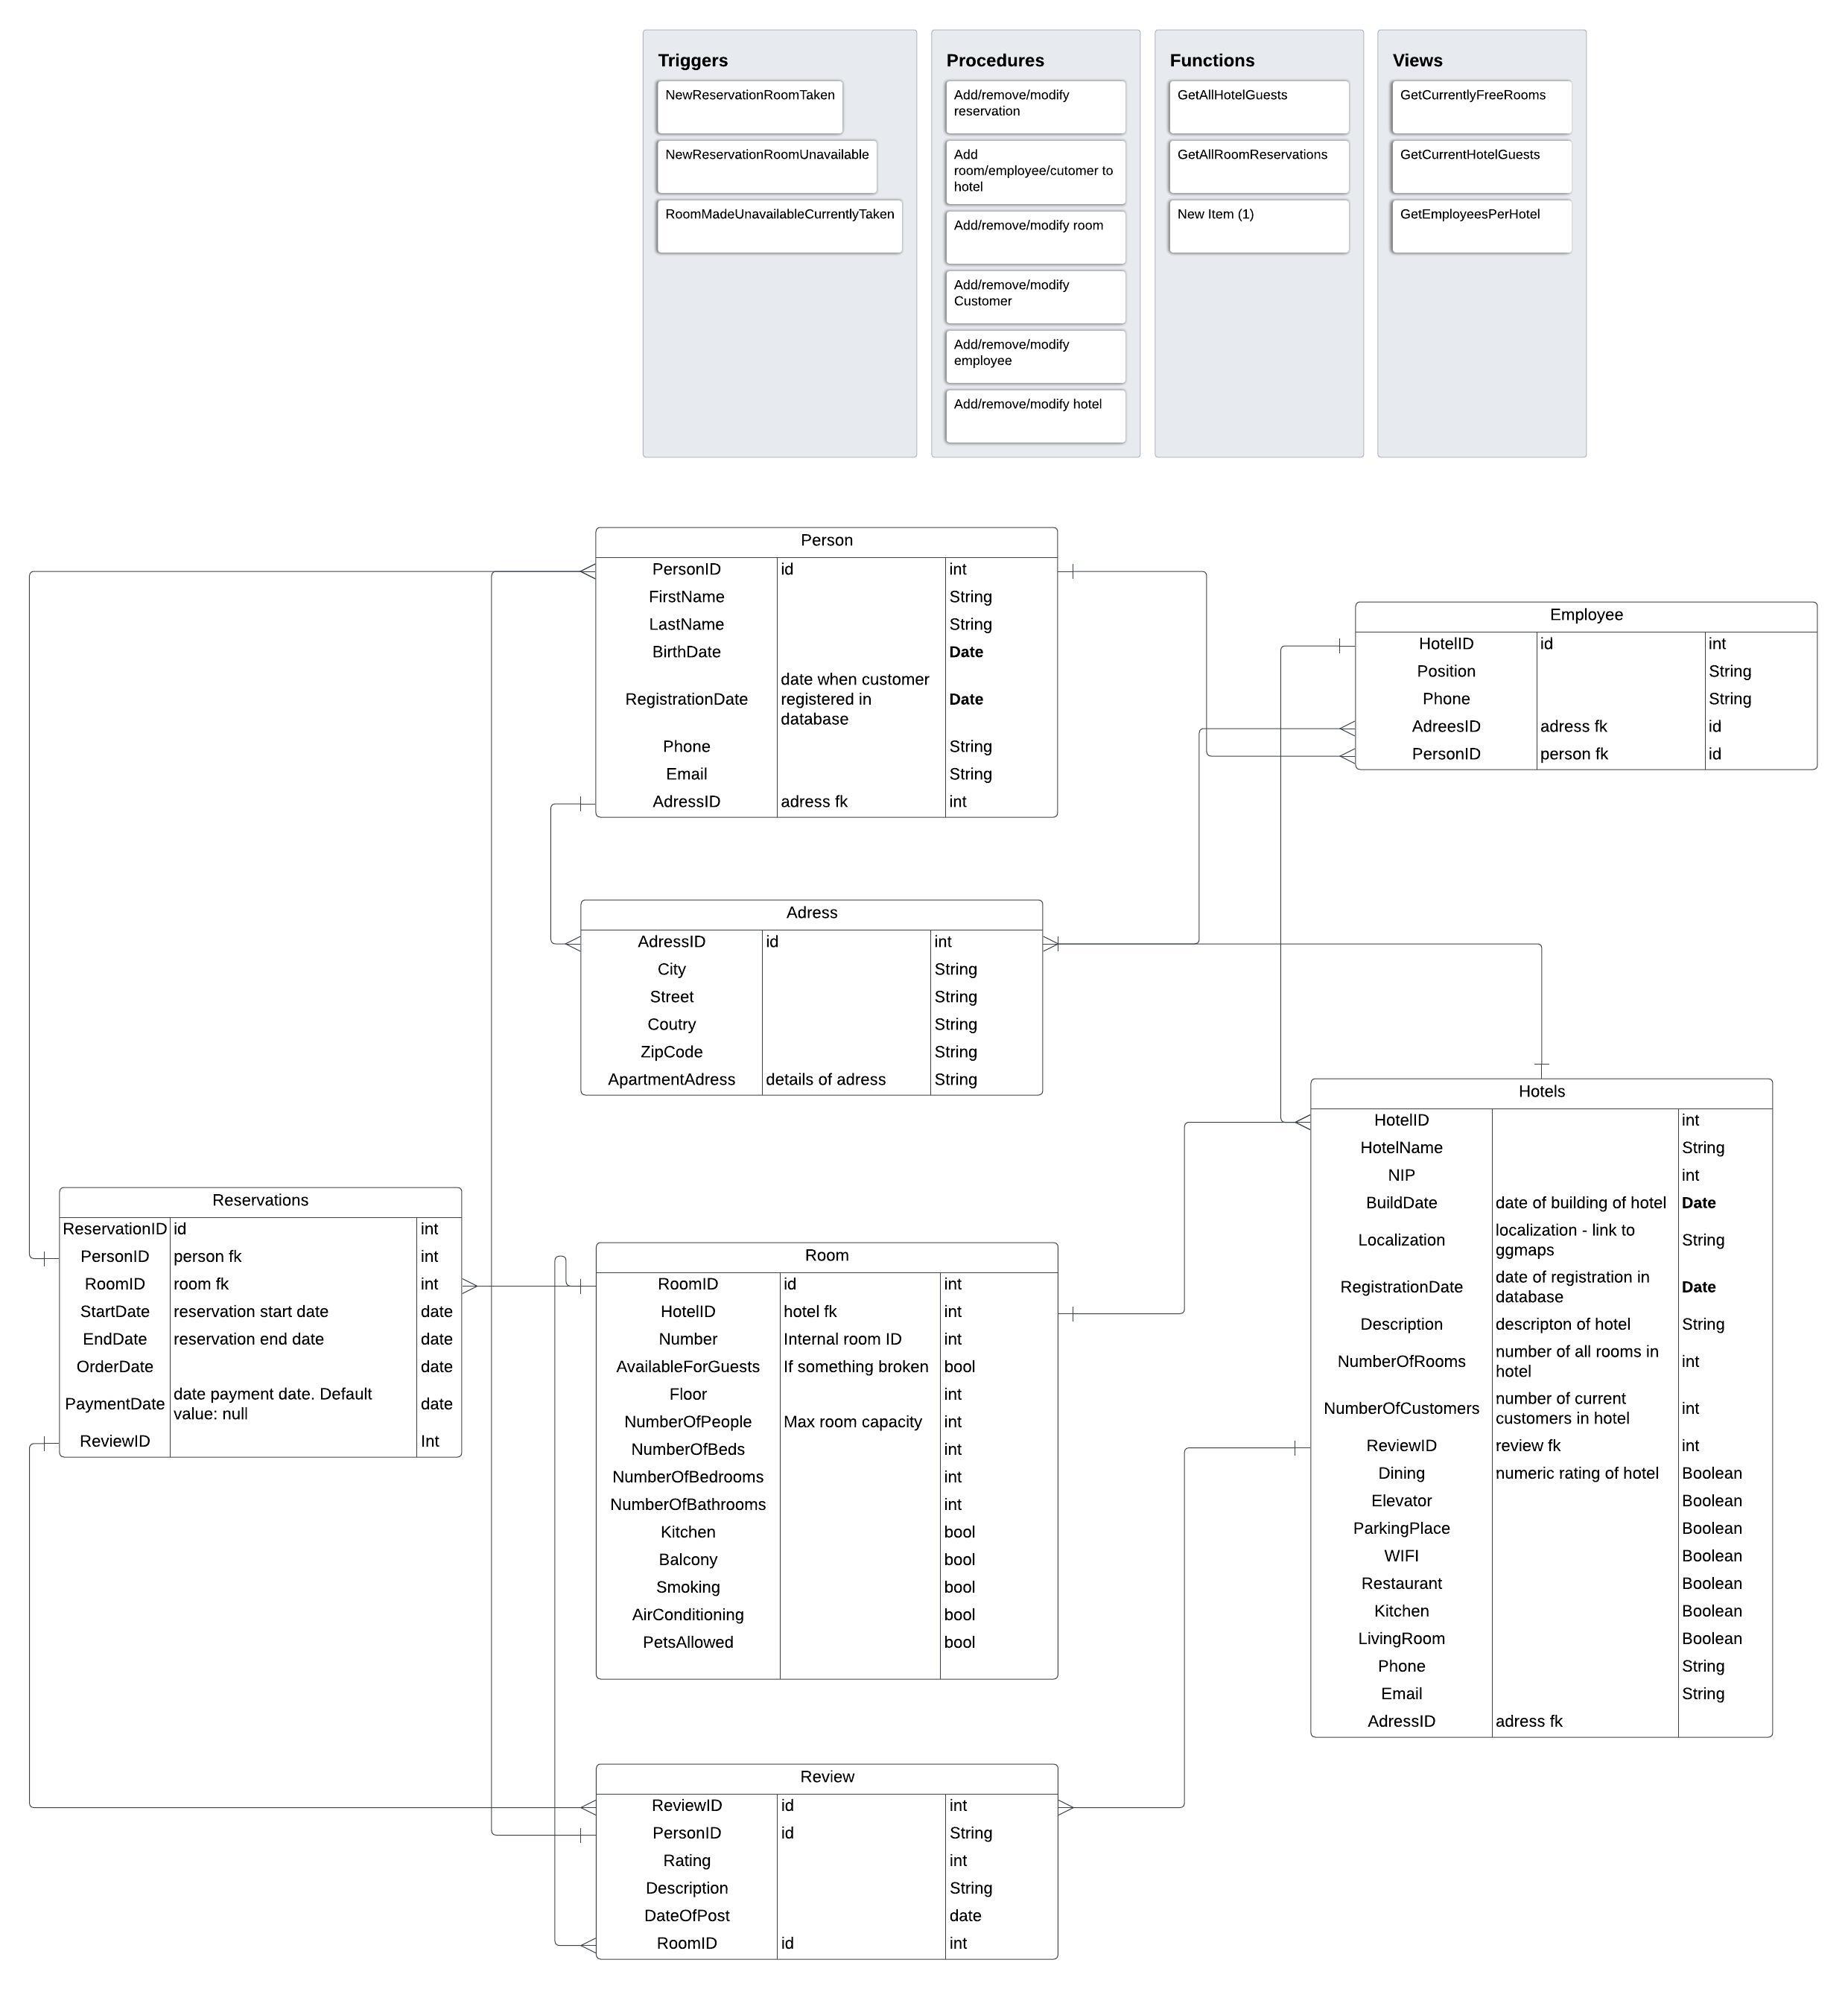 Triggers
NewReservationRoomTaken
NewReservationRoomUnavailable
RoomMadeUnavailableCurrentlyTaken
Procedures
Add/remove/modify
reservation
Add
room/employee/cutomer to
hotel
Add/remove/modify room
Add/remove/modify
Customer
Add/remove/modify
employee
Add/remove/modify hotel
Functions
GetAllHotelGuests
GetAllRoomReservations
New Item (1)
Views
GetCurrentlyFreeRooms
GetCurrentHotelGuests
GetEmployeesPerHotel
Person
PersonID id int
FirstName String
LastName String
BirthDate Date
date when customer
RegistrationDate registered in Date
database
Phone String
Email String
AdressID adress fk int
Employee
HotelID id int
Position String
Phone String
AdreesID adress fk id
PersonID person fk id
Adress
AdressID id int
City String
Street String
Coutry String
ZipCode String
ApartmentAdress details of adress String
Hotels
HotelID int
HotelName String
NIP int
BuildDate date of building of hotel Date
Localization localization - link to String
ggmaps
RegistrationDate date of registration in Date
database
Description descripton of hotel String
NumberOfRooms number of all rooms in int
hotel
NumberOfCustomers number of current int
customers in hotel
ReviewID review fk int
Dining numeric rating of hotel Boolean
Elevator Boolean
ParkingPlace Boolean
WIFI Boolean
Restaurant Boolean
Kitchen Boolean
LivingRoom Boolean
Phone String
Email String
AdressID adress fk
Reservations
ReservationID id int
PersonID person fk int
RoomID room fk int
StartDate reservation start date date
EndDate reservation end date date
OrderDate date
PaymentDate date payment date. Default date
value: null
ReviewID Int
Room
RoomID id int
HotelID hotel fk int
Number Internal room ID int
AvailableForGuests If something broken bool
Floor int
NumberOfPeople Max room capacity int
NumberOfBeds int
NumberOfBedrooms int
NumberOfBathrooms int
Kitchen bool
Balcony bool
Smoking bool
AirConditioning bool
PetsAllowed bool
Review
ReviewID id int
PersonID id String
Rating int
Description String
DateOfPost date
RoomID id int